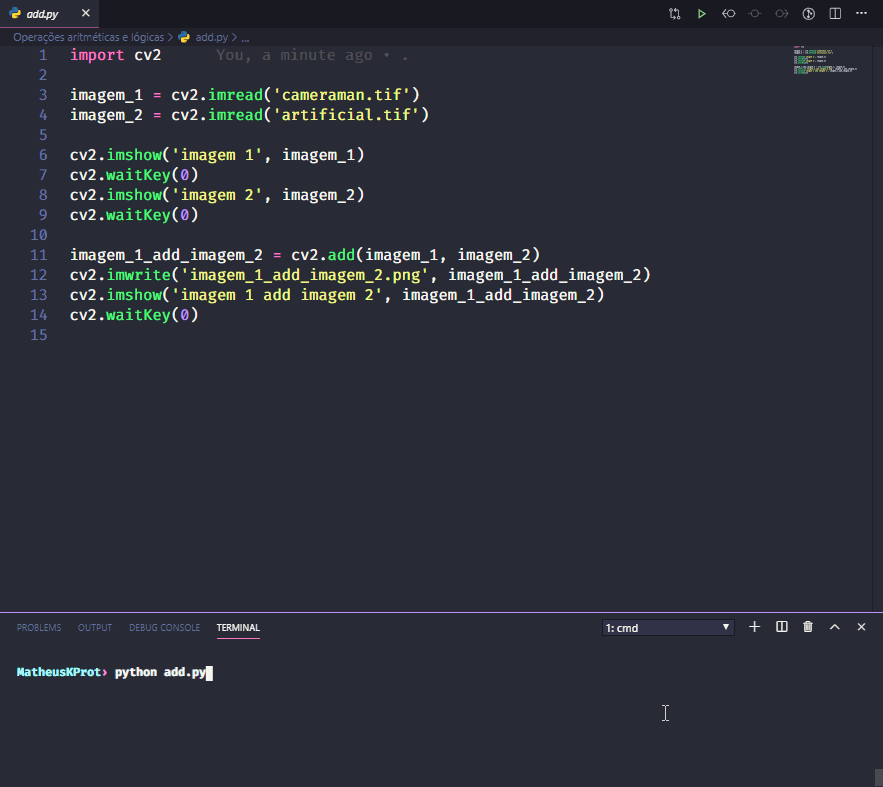 add.py
Operações aritméticas e lógicas > add.py > ...
1 import cv2 You, a minute ago • .
2
3 imagem_1 = cv2.imread('cameraman.tif')
4 imagem_2 = cv2.imread('artificial.tif')
5
6 cv2.imshow('imagem 1', imagem_1)
7 cv2.waitKey(0)
8 cv2.imshow('imagem 2', imagem_2)
9 cv2.waitKey(0)
10
11 imagem_1_add_imagem_2 = cv2.add(imagem_1, imagem_2)
12 cv2.imwrite('imagem_1_add_imagem_2.png', imagem_1_add_imagem_2)
13 cv2.imshow('imagem 1 add imagem 2', imagem_1_add_imagem_2)
14 cv2.waitKey(0)
15
PROBLEMS OUTPUT DEBUG CONSOLE TERMINAL 1: cmd
MatheusKProt› python add.py